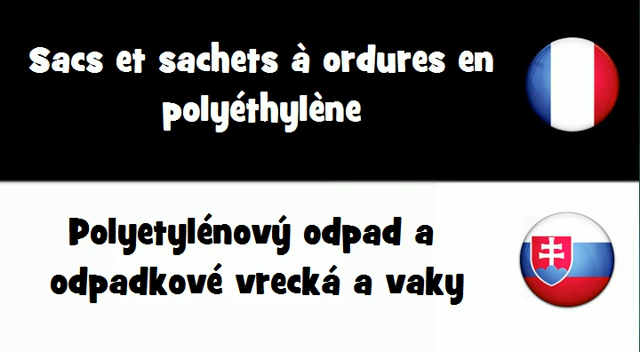 Sacs et sachets à ordures en
polyéthylène
Polyetylénový odpad a
odpadkové vrecká a vaky